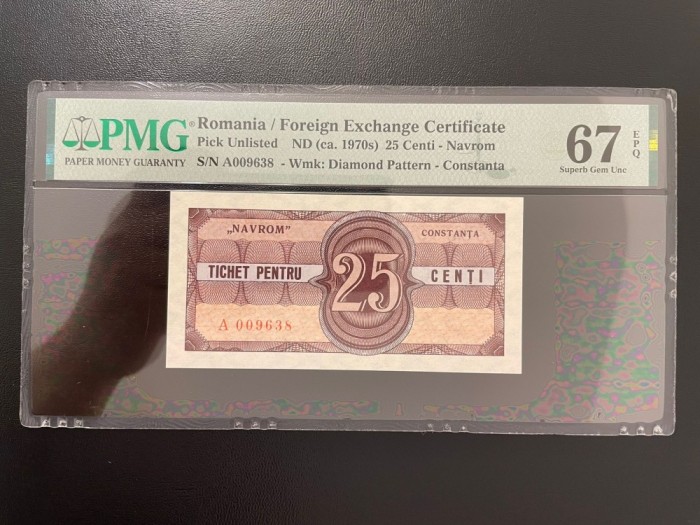 PMG®
PAPER MONEY GUARANTY
Romania / Foreign Exchange Certificate
Pick Unlisted ND (ca. 1970s) 25 Centi - Navrom
S/N A009638 - Wmk: Diamond Pattern - Constanta
67 EPQ
Superb Gem Unc
„NAVROM" CONSTANȚA
TICHET PENTRU 25 CENȚI
A 009638